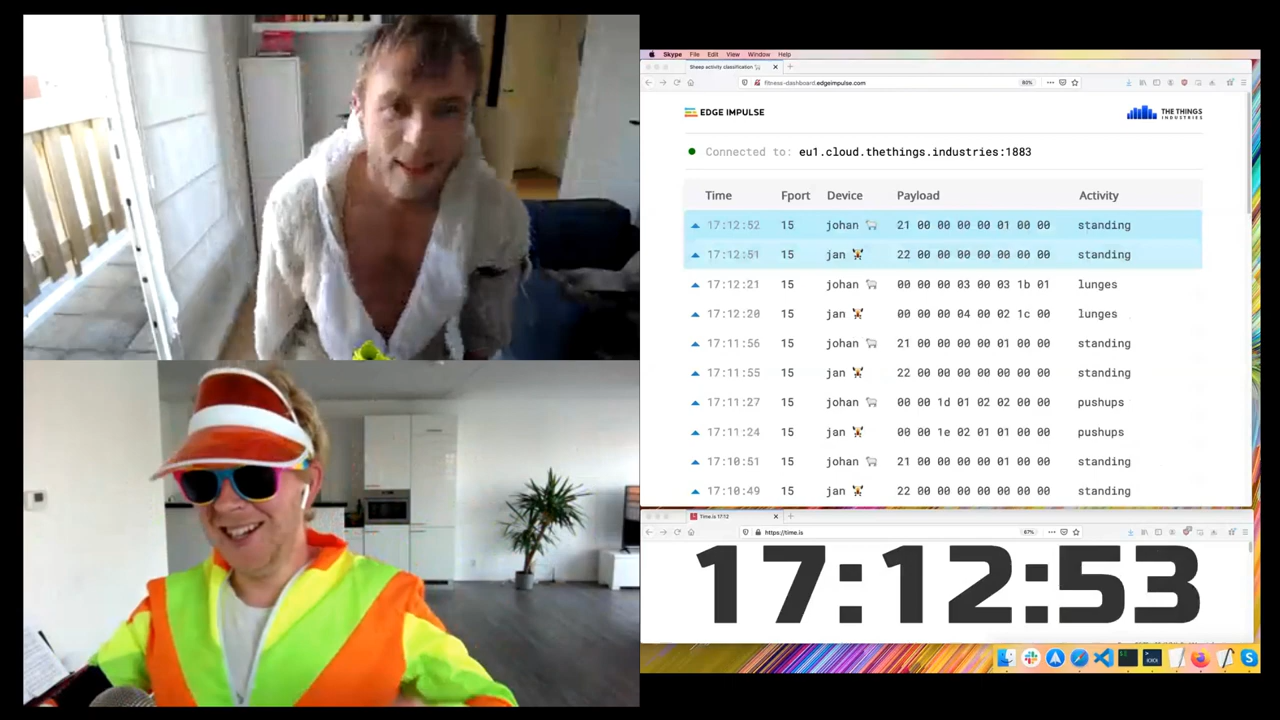 Skype File Edit View Window Help
Sheep activity classification
fitness-dashboard.edgeimpulse.com 80%
EDGE IMPULSE
THE THINGS
INDUSTRIES
Connected to: eu1.cloud.thethings.industries:1883
Time Fport Device Payload Activity
17:12:52 15 johan 🐑 21 00 00 00 00 01 00 00 standing
17:12:51 15 jan 🐮 22 00 00 00 00 00 00 00 standing
17:12:21 15 johan 🐑 00 00 00 03 00 03 1b 01 lunges
17:12:20 15 jan 🐮 00 00 00 04 00 02 1c 00 lunges
17:11:56 15 johan 🐑 21 00 00 00 00 01 00 00 standing
17:11:55 15 jan 🐮 22 00 00 00 00 00 00 00 standing
17:11:27 15 johan 🐑 00 00 1d 01 02 02 00 00 pushups
17:11:24 15 jan 🐮 00 00 1e 02 01 01 00 00 pushups
17:10:51 15 johan 🐑 21 00 00 00 00 01 00 00 standing
17:10:49 15 jan 🐮 22 00 00 00 00 00 00 00 standing
Time.is 17:12
https://time.is 67%
17:12:53